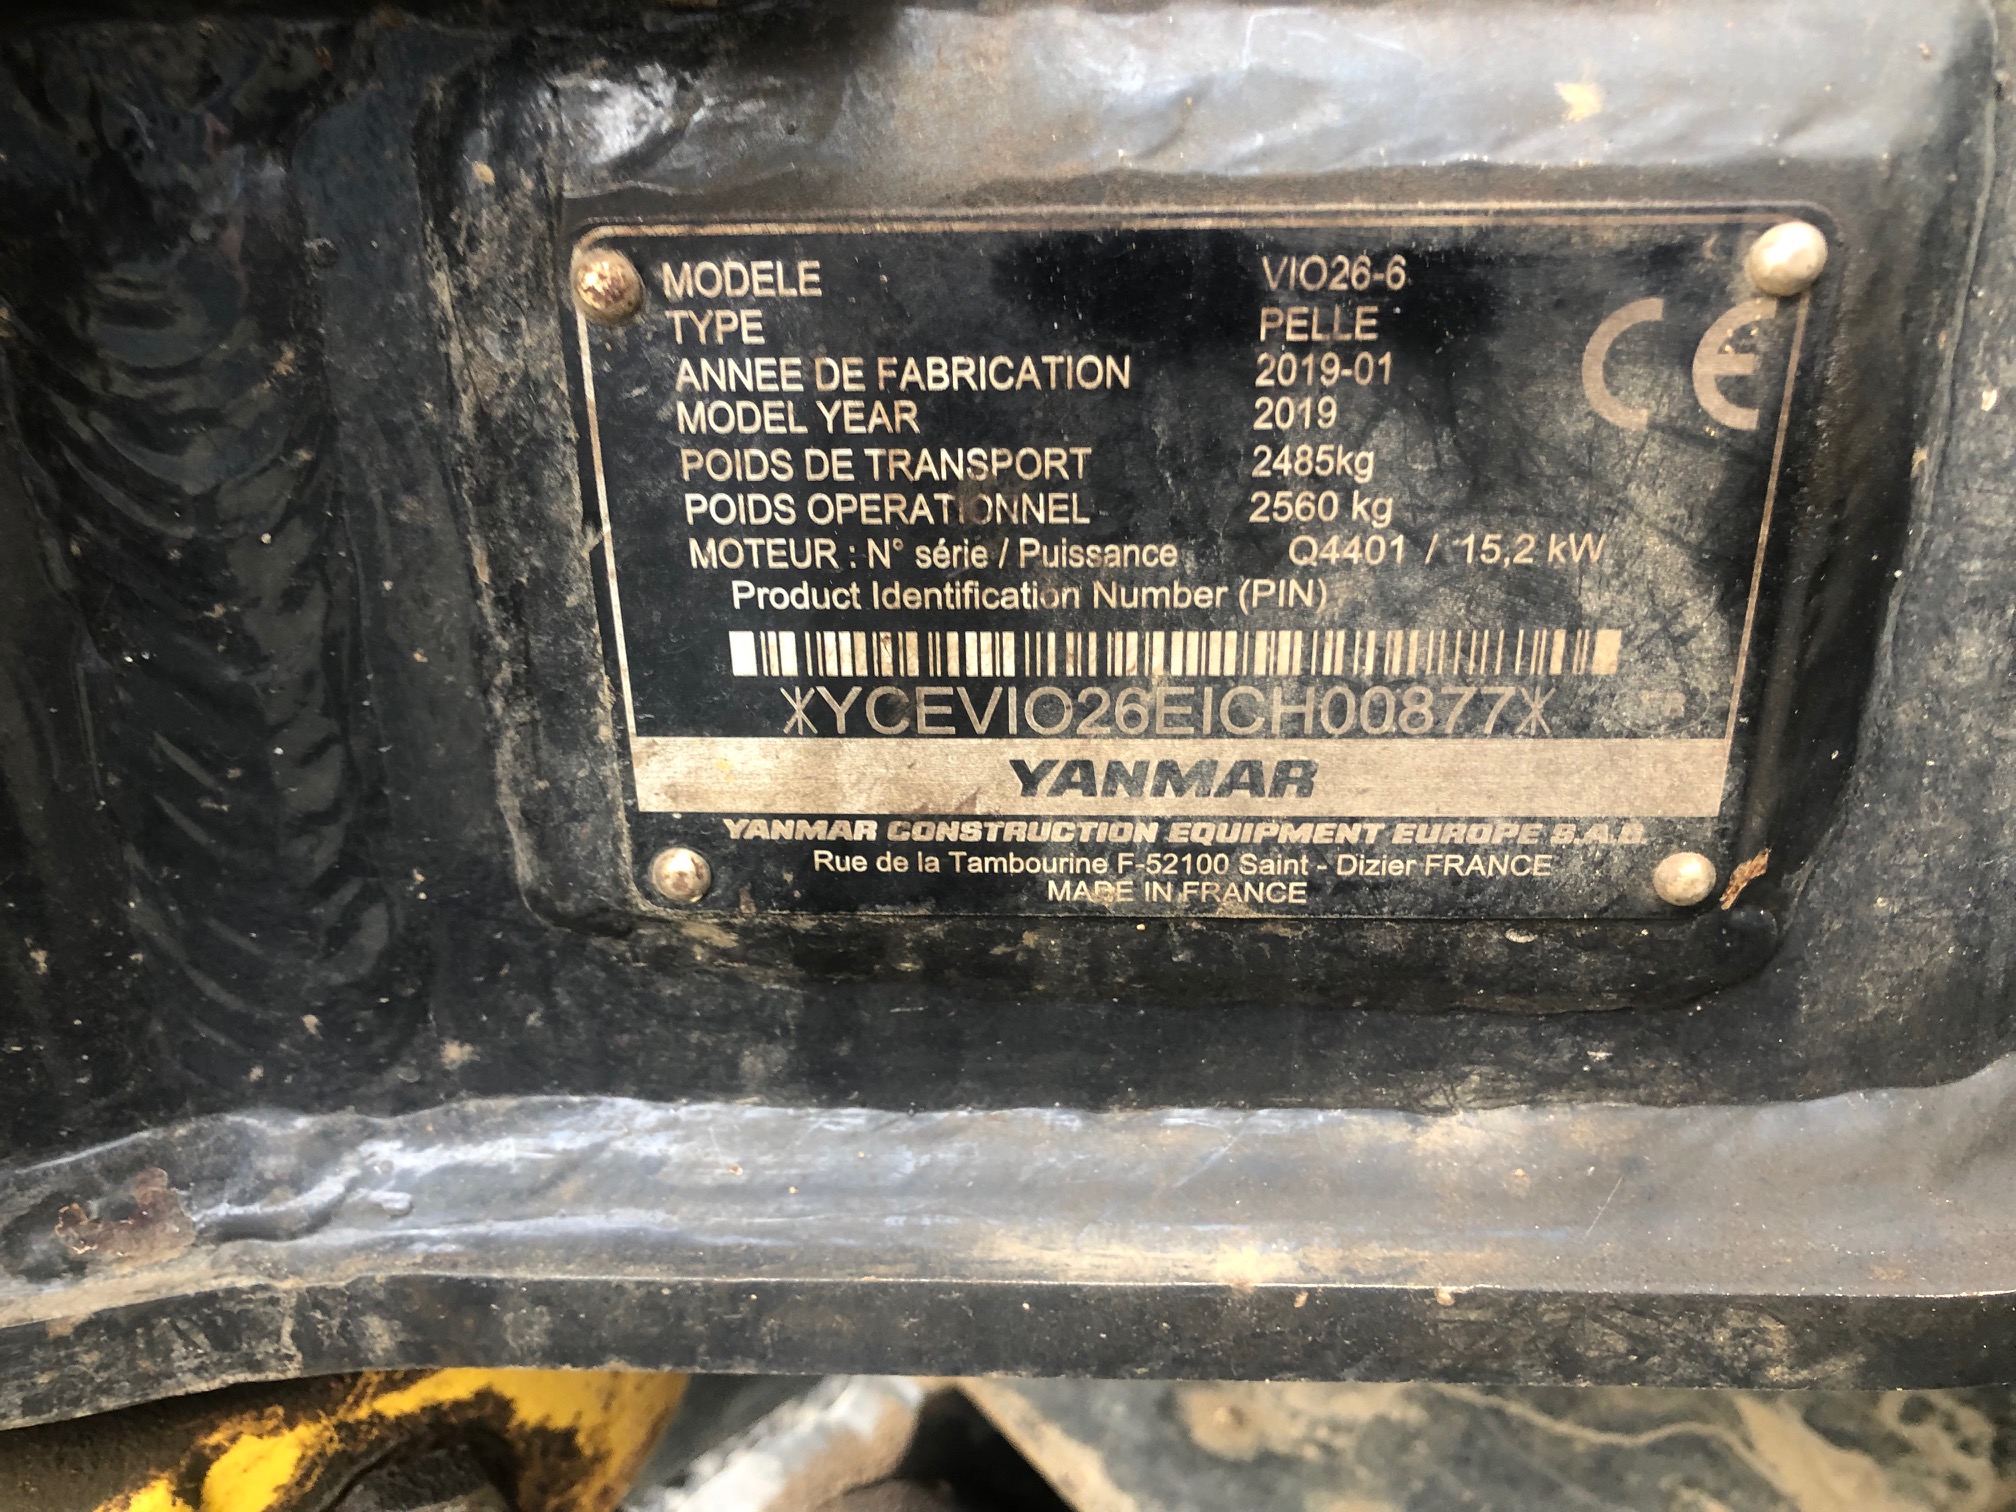 MODELE VIO26-6
TYPE PELLE
ANNEE DE FABRICATION 2019-01
MODEL YEAR 2019
POIDS DE TRANSPORT 2485kg
POIDS OPERATIONNEL 2560 kg
MOTEUR : N° série / Puissance Q4401 / 15,2 kW
CE
Product Identification Number (PIN)
*YCEVIO26EICH00877*
YANMAR
YANMAR CONSTRUCTION EQUIPMENT EUROPE S.A.S.
Rue de la Tambourine F-52100 Saint - Dizier FRANCE
MADE IN FRANCE